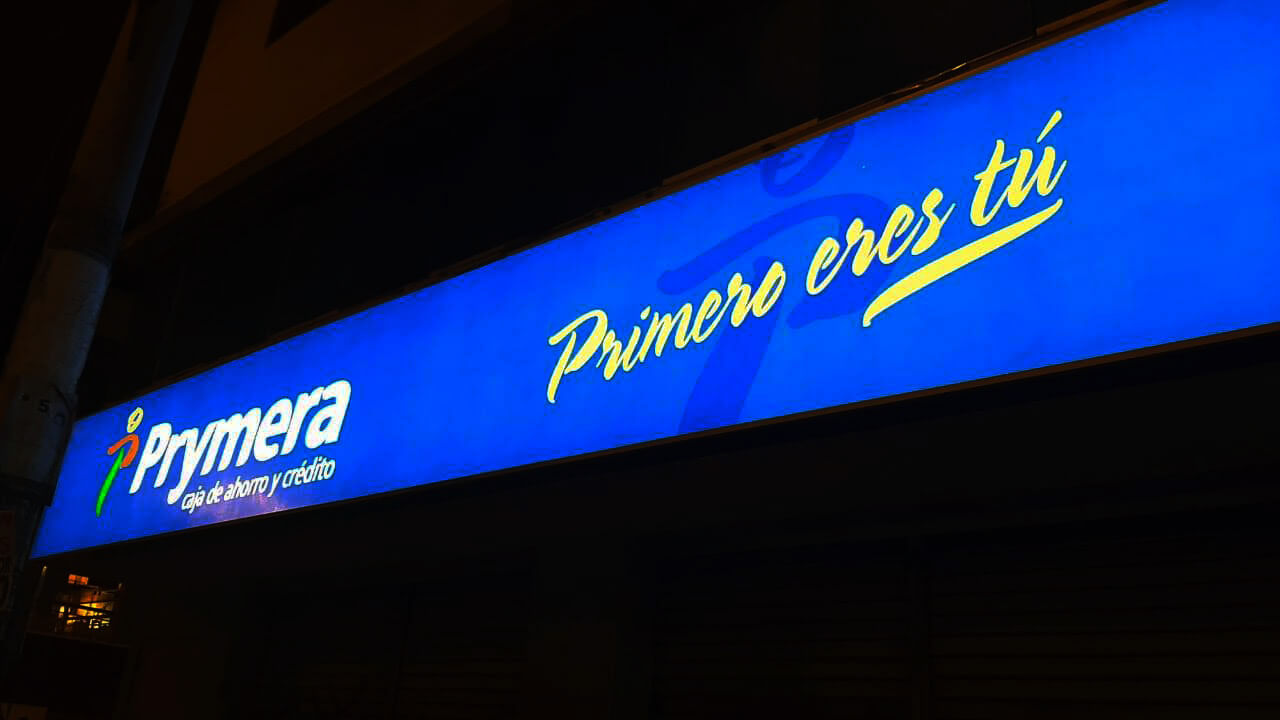 Prymera
caja de ahorro y crédito
Primero eres tú